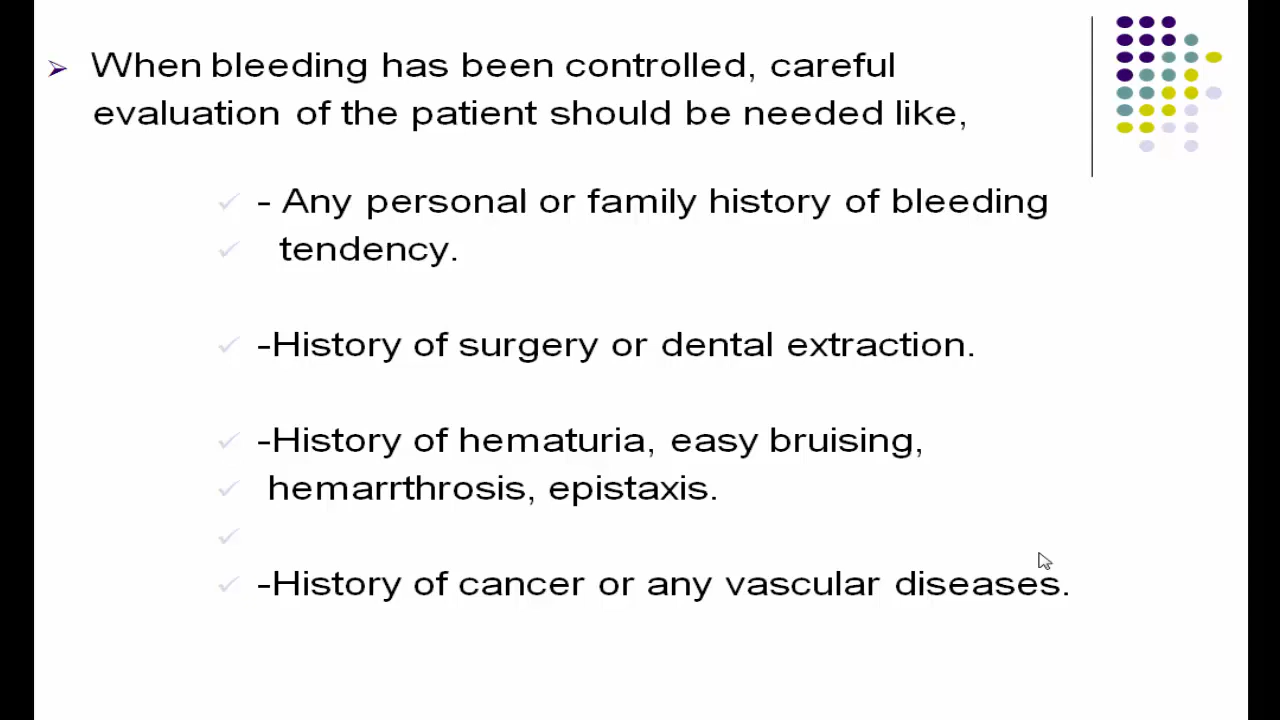 When bleeding has been controlled, careful
evaluation of the patient should be needed like,
- Any personal or family history of bleeding
tendency.
-History of surgery or dental extraction.
-History of hematuria, easy bruising,
hemarrthrosis, epistaxis.
-History of cancer or any vascular diseases.